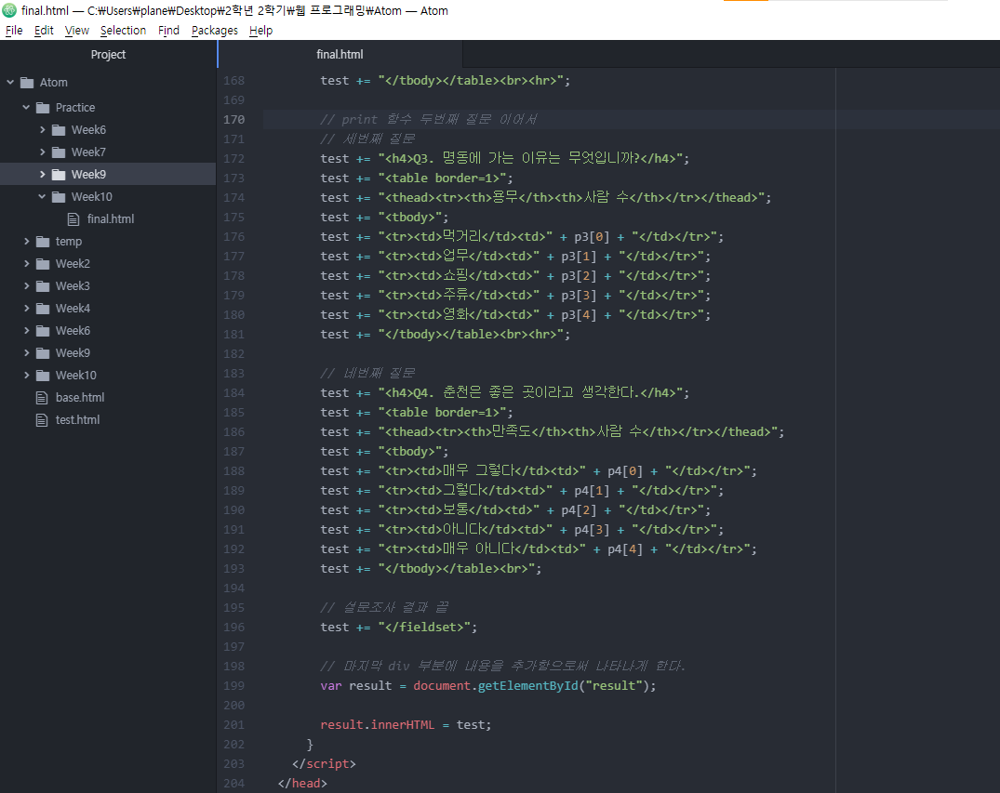 final.html — C:₩Users₩plane₩Desktop₩2학년 2학기₩웹 프로그래밍₩Atom — Atom
File Edit View Selection Find Packages Help
Project
Atom
Practice
Week6
Week7
Week9
Week10
final.html
temp
Week2
Week3
Week4
Week6
Week9
Week10
base.html
test.html
final.html
168 test += "</tbody></table><br><hr>";
169
170 // print 함수 두번째 질문 이어서
171 // 세번째 질문
172 test += "<h4>Q3. 명동에 가는 이유는 무엇입니까?</h4>";
173 test += "<table border=1>";
174 test += "<thead><tr><th>용무</th><th>사람 수</th></tr></thead>";
175 test += "<tbody>";
176 test += "<tr><td>먹거리</td><td>" + p3[0] + "</td></tr>";
177 test += "<tr><td>업무</td><td>" + p3[1] + "</td></tr>";
178 test += "<tr><td>쇼핑</td><td>" + p3[2] + "</td></tr>";
179 test += "<tr><td>주류</td><td>" + p3[3] + "</td></tr>";
180 test += "<tr><td>영화</td><td>" + p3[4] + "</td></tr>";
181 test += "</tbody></table><br><hr>";
182
183 // 네번째 질문
184 test += "<h4>Q4. 춘천은 좋은 곳이라고 생각한다.</h4>";
185 test += "<table border=1>";
186 test += "<thead><tr><th>만족도</th><th>사람 수</th></tr></thead>";
187 test += "<tbody>";
188 test += "<tr><td>매우 그렇다</td><td>" + p4[0] + "</td></tr>";
189 test += "<tr><td>그렇다</td><td>" + p4[1] + "</td></tr>";
190 test += "<tr><td>보통</td><td>" + p4[2] + "</td></tr>";
191 test += "<tr><td>아니다</td><td>" + p4[3] + "</td></tr>";
192 test += "<tr><td>매우 아니다</td><td>" + p4[4] + "</td></tr>";
193 test += "</tbody></table><br>";
194
195 // 설문조사 결과 끝
196 test += "</fieldset>";
197
198 // 마지막 div 부분에 내용을 추가함으로써 나타나게 한다.
199 var result = document.getElementById("result");
200
201 result.innerHTML = test;
202 }
203 </script>
204 </head>